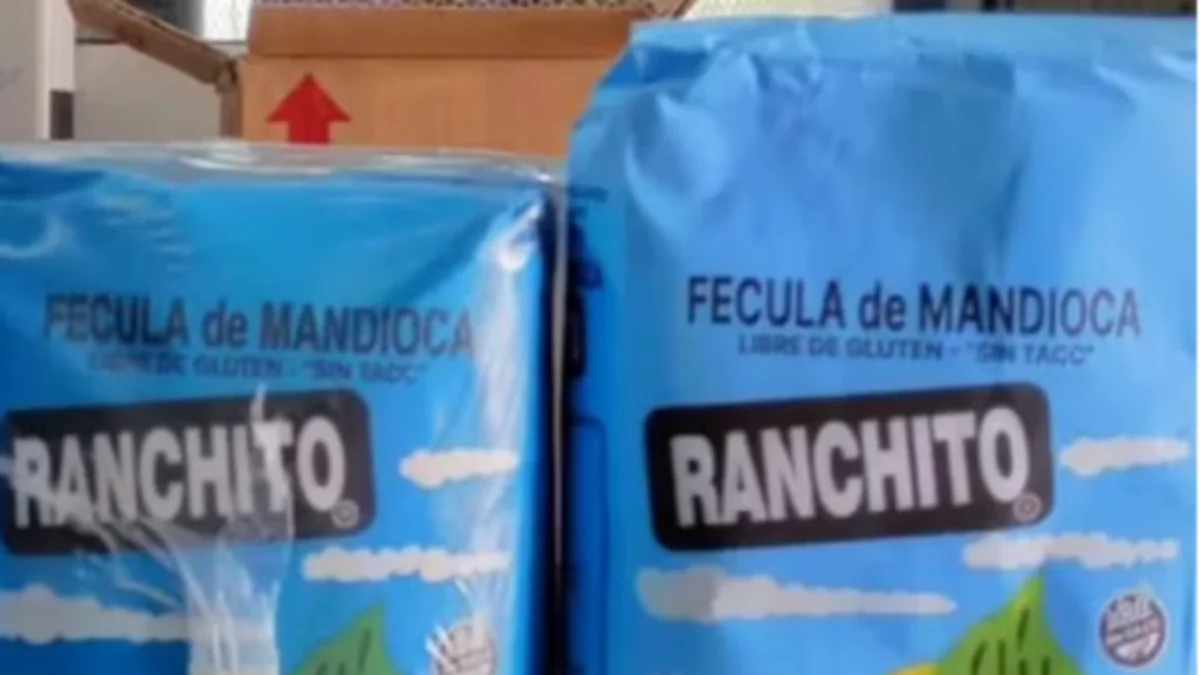 FECULA de MANDIOCA
LIBRE DE GLUTEN - "SIN TACC"
RANCHITO
FECULA de MANDIOCA
LIBRE DE GLUTEN - "SIN TACC"
RANCHITO